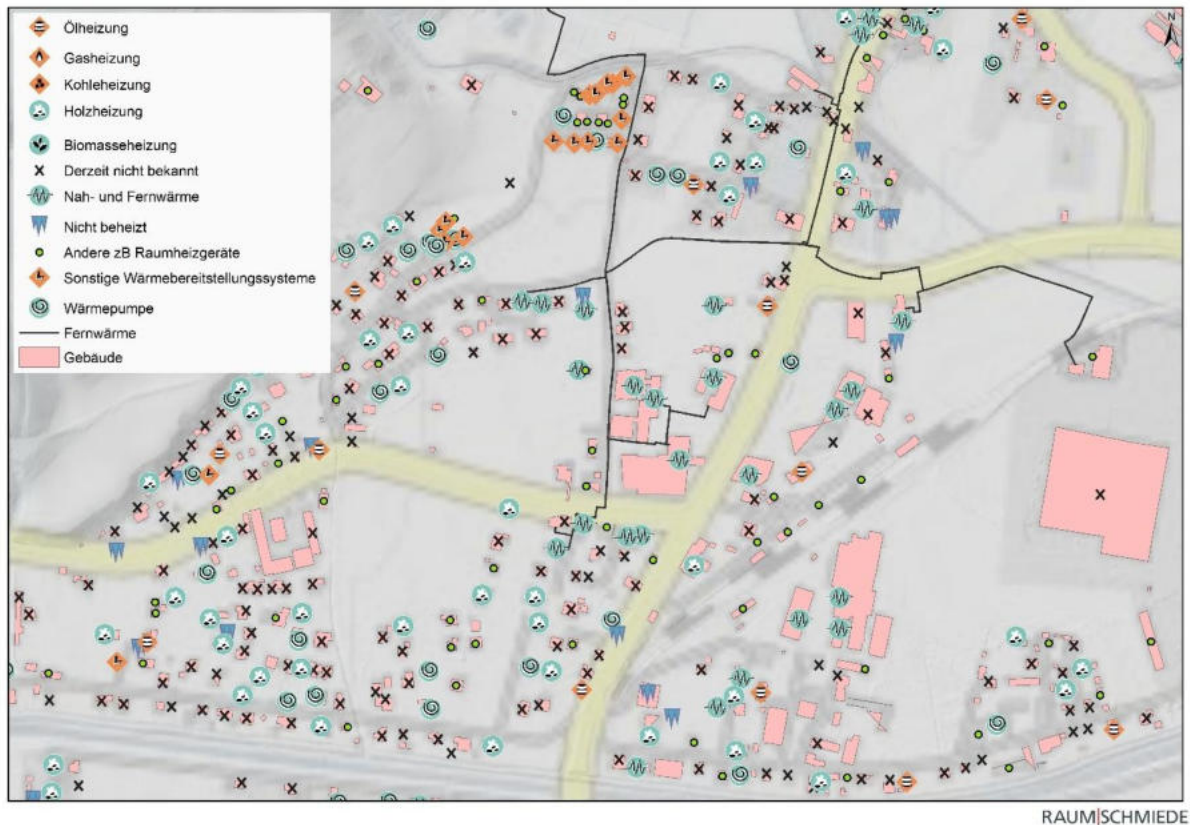 Ölheizung
N
Gasheizung
Kohleheizung
Holzheizung
Biomasseheizung
Derzeit nicht bekannt
Nah- und Fernwärme
Nicht beheizt
Andere zB Raumheizgeräte
Sonstige Wärmebereitstellungssysteme
Wärmepumpe
Fernwärme
Gebäude
RAUM|SCHMIEDE